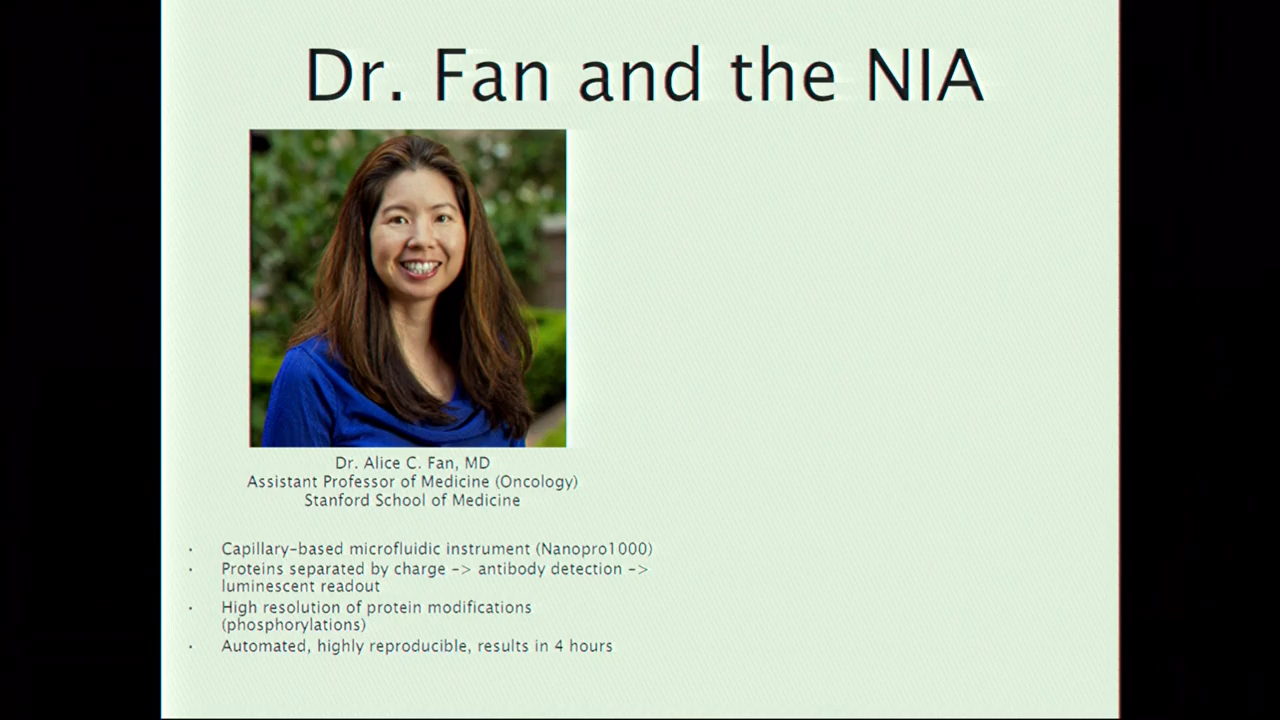 Dr. Fan and the NIA
Dr. Alice C. Fan, MD
Assistant Professor of Medicine (Oncology)
Stanford School of Medicine
· Capillary-based microfluidic instrument (Nanopro1000)
· Proteins separated by charge -> antibody detection ->
luminescent readout
· High resolution of protein modifications
(phosphorylations)
· Automated, highly reproducible, results in 4 hours